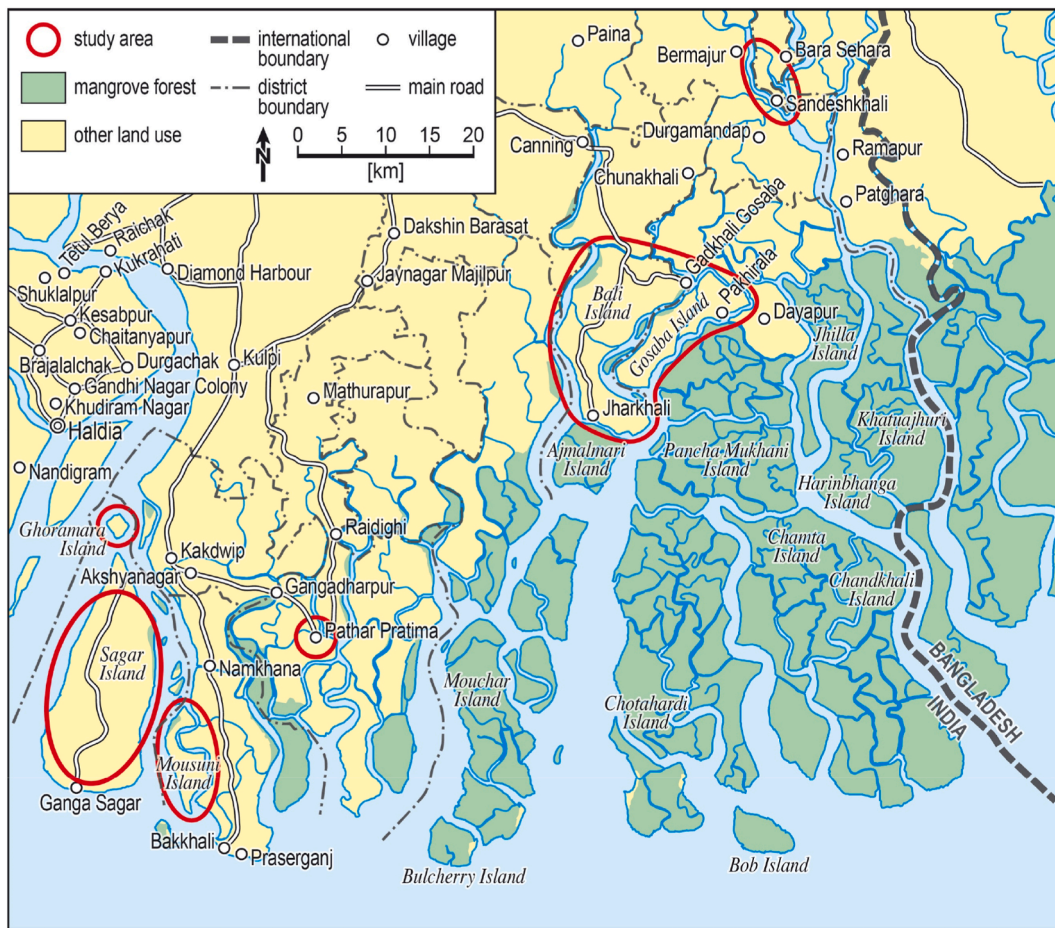 study area
international
boundary
village
mangrove forest
district
boundary
main road
other land use
N
0 5 10 15 20
[km]
Paina
Bermajur
Bara Sehara
Sandeshkhali
Canning
Durgamandap
Ramapur
Chunakhali
Patghara
Tetul Berya
Raichak
Kukrahati
Dakshin Barasat
Gadkhali Gosaba
Shuklalpur
Diamond Harbour
Jaynagar Majilpur
Bali
Island
Pakhirala
Kesabpur
Chaitanyapur
Gosaba Island
Dayapur
Jhilla
Island
Brajalalchak
Durgachak
Kulpi
Gandhi Nagar Colony
Mathurapur
Khudiram Nagar
Jharkhali
Khatuajhuri
Island
Haldia
Ajmalmari
Island
Pancha Mukhani
Island
Nandigram
Harinbhanga
Island
Ghoramara
Island
Raidighi
Chamta
Island
Kakdwip
Akshyanagar
Gangadharpur
Chandkhali
Island
Pathar Pratima
Sagar
Island
Namkhana
Mouchar
Island
BANGLADESH
INDIA
Chotahardi
Island
Mousuni
Island
Ganga Sagar
Bakkhali
Praserganj
Bulcherry Island
Bob Island